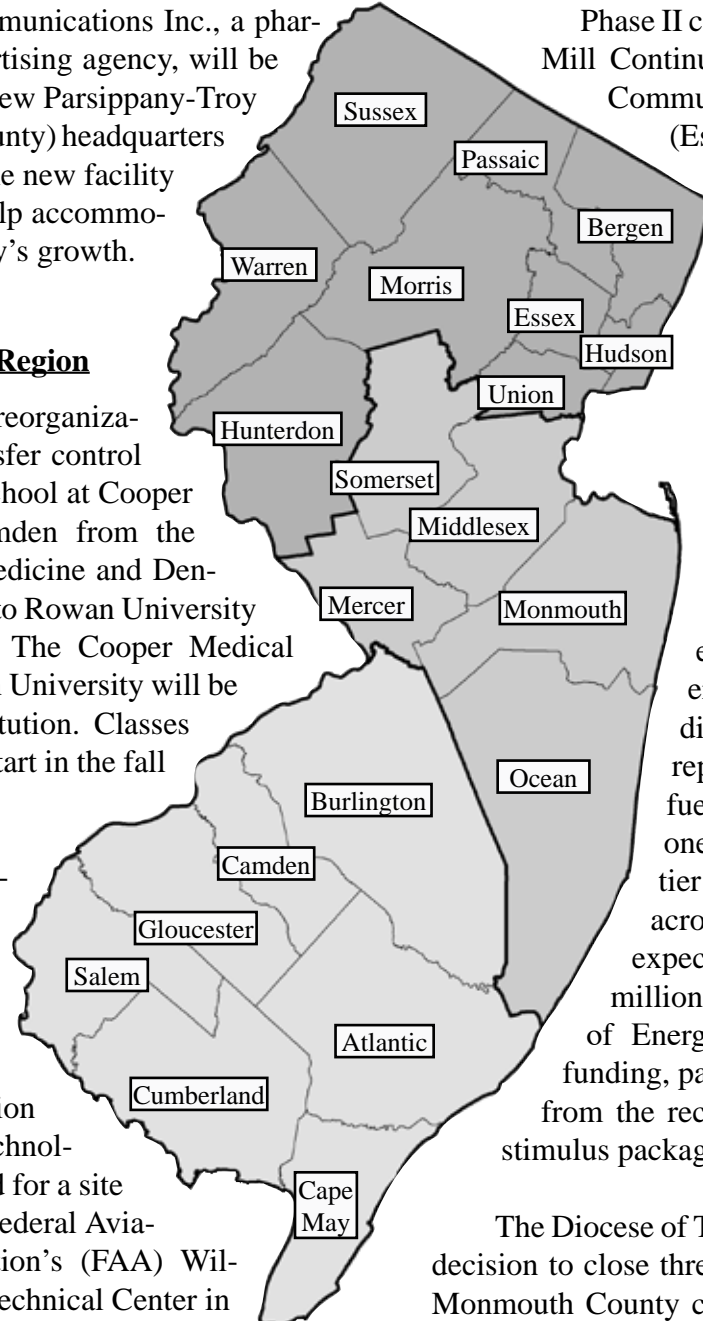 munications Inc., a phar-
rtising agency, will be
ew Parsippany-Troy
ounty) headquarters
e new facility
elp accommo-
y's growth.
Region
reorganiza-
sfer control
chool at Cooper
mden from the
edicine and Den-
to Rowan University
The Cooper Medical
n University will be
tution. Classes
tart in the fall
–
ion
chnol-
d for a site
ederal Avia-
tion's (FAA) Wil-
echnical Center in
Sussex
Passaic
Bergen
Warren
Morris
Essex
Hudson
Union
Hunterdon
Somerset
Middlesex
Mercer
Monmouth
Ocean
Burlington
Camden
Gloucester
Salem
Atlantic
Cumberland
Cape
May
Phase II c
Mill Continu
Commu
(Es
e
e
di
rep
fue
one
tier
acro
expec
million
of Energ
funding, pa
from the rec
stimulus packag
The Diocese of T
decision to close thre
Monmouth County c